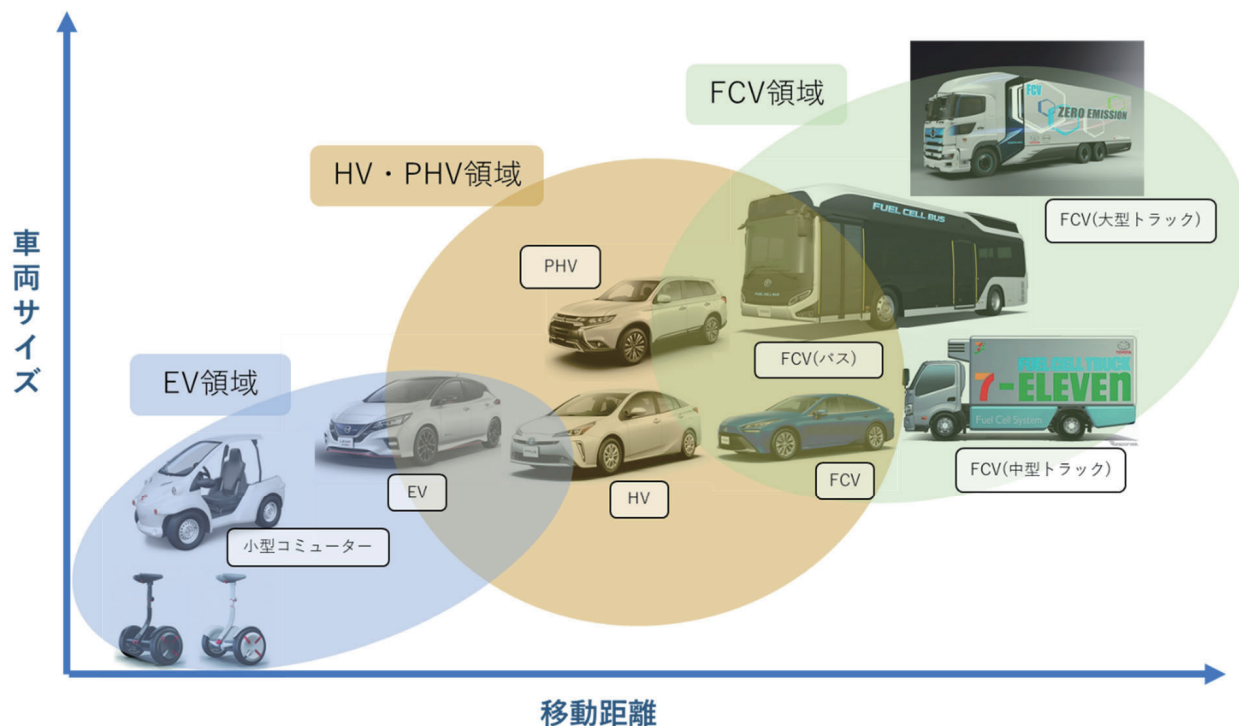 FCV領域
FCV
ZERO EMISSION
HV・PHV領域
FCV(大型トラック)
FUEL CELL BUS
PHV
車両サイズ
FCV(バス)
FUEL CELL TRUCK
7-ELEVEN
Fuel Cell System
EV領域
FCV(中型トラック)
EV
HV
FCV
小型コミューター
移動距離